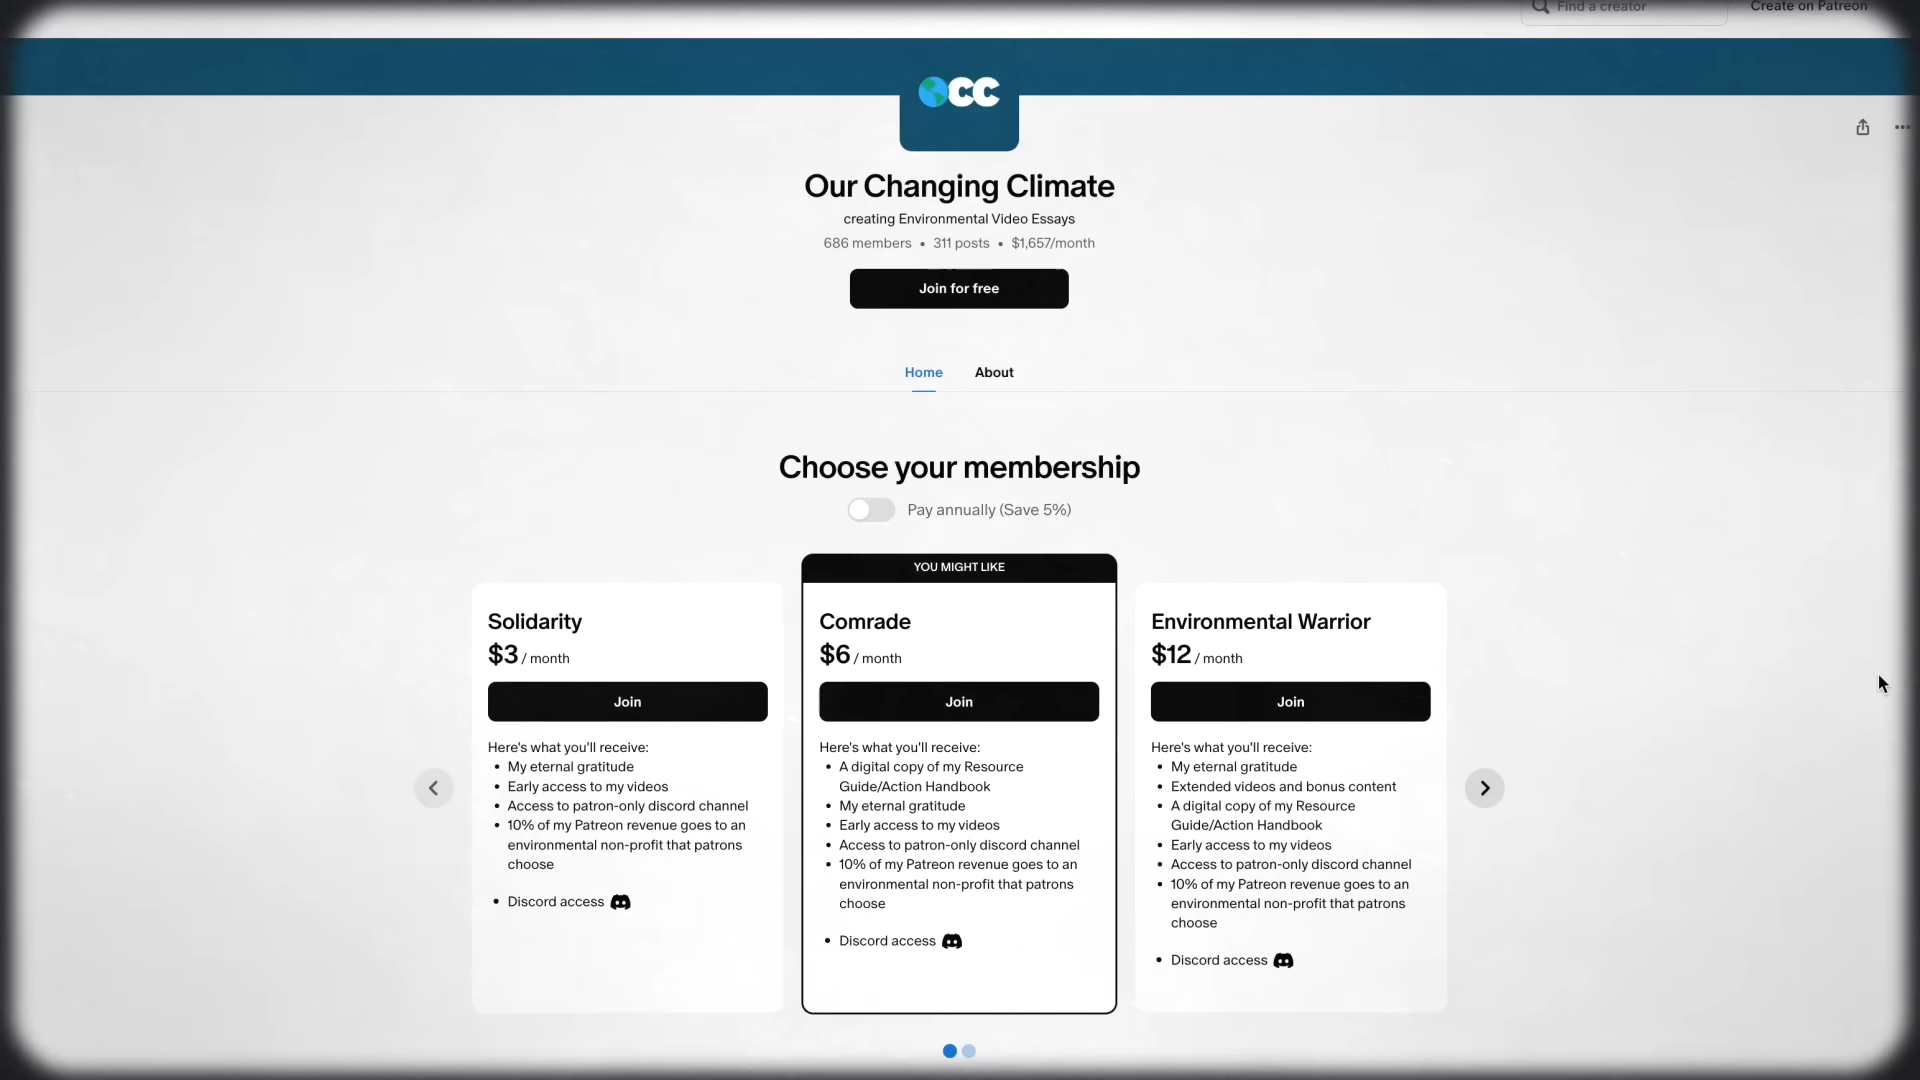 Find a creator
Create on Patreon
CC
Our Changing Climate
creating Environmental Video Essays
686 members • 311 posts • $1,657/month
Join for free
Home
About
Choose your membership
Pay annually (Save 5%)
Solidarity
$3 / month
Join
Here's what you'll receive:
• My eternal gratitude
• Early access to my videos
• Access to patron-only discord channel
• 10% of my Patreon revenue goes to an
environmental non-profit that patrons
choose
• Discord access
YOU MIGHT LIKE
Comrade
$6 / month
Join
Here's what you'll receive:
• A digital copy of my Resource
Guide/Action Handbook
• My eternal gratitude
• Early access to my videos
• Access to patron-only discord channel
• 10% of my Patreon revenue goes to an
environmental non-profit that patrons
choose
• Discord access
Environmental Warrior
$12 / month
Join
Here's what you'll receive:
• My eternal gratitude
• Extended videos and bonus content
• A digital copy of my Resource
Guide/Action Handbook
• Early access to my videos
• Access to patron-only discord channel
• 10% of my Patreon revenue goes to an
environmental non-profit that patrons
choose
• Discord access